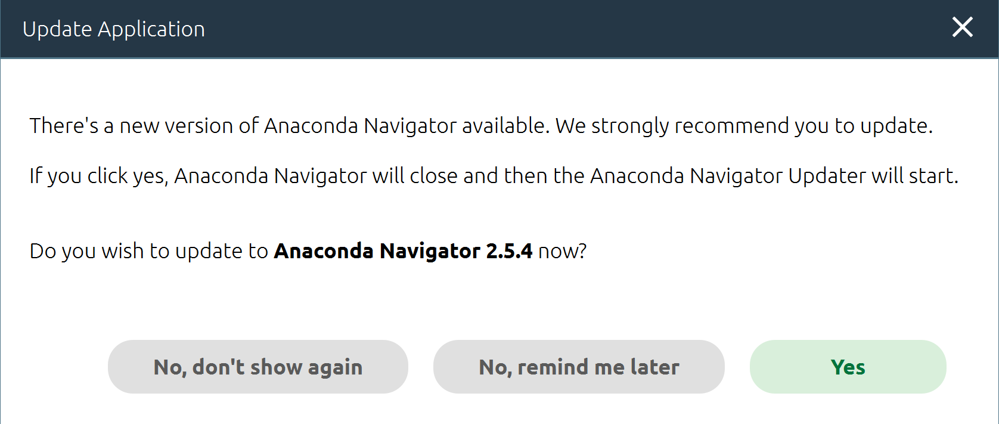 Update Application
There's a new version of Anaconda Navigator available. We strongly recommend you to update.
If you click yes, Anaconda Navigator will close and then the Anaconda Navigator Updater will start.
Do you wish to update to Anaconda Navigator 2.5.4 now?
No, don't show again
No, remind me later
Yes